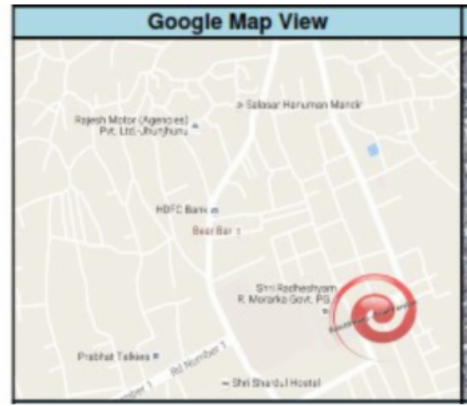 Google Map View
Salasar Hanuman Mandir
Rajesh Motor (Agencies)
Pvt. Ltd.-Jhunjhunu
HDFC Bank
Bear Bar
Shri Radheshyam
R. Morarka Govt. PG
Prabhat Talkies
Rd Number 1
Shri Shardul Hostel